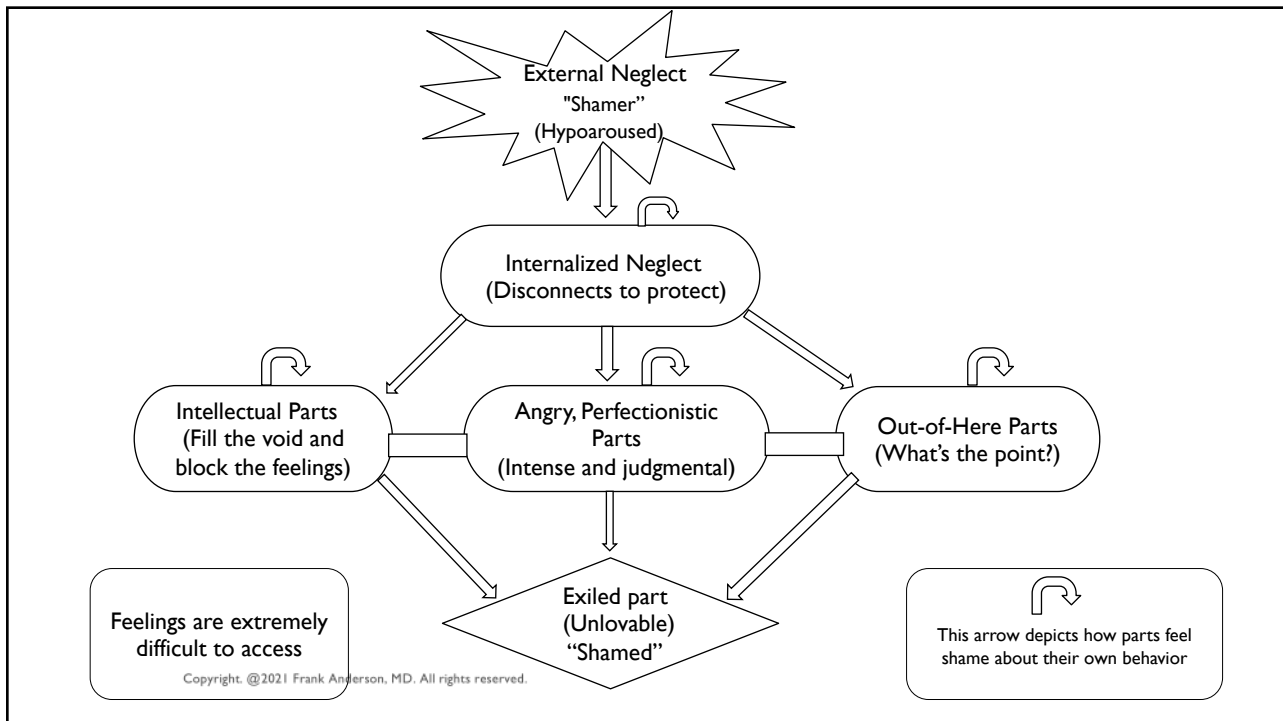 External Neglect
"Shamer”
(Hypoaroused)
Internalized Neglect
(Disconnects to protect)
Intellectual Parts
(Fill the void and
block the feelings)
Angry, Perfectionistic
Parts
(Intense and judgmental)
Out-of-Here Parts
(What’s the point?)
Feelings are extremely
difficult to access
Exiled part
(Unlovable)
“Shamed”
This arrow depicts how parts feel
shame about their own behavior
Copyright. @2021 Frank Anderson, MD. All rights reserved.